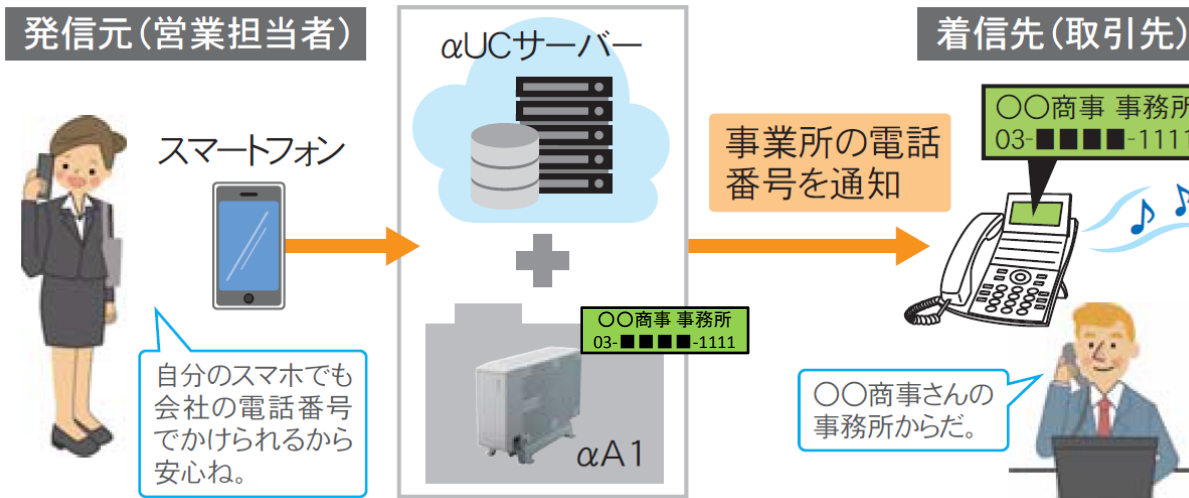 発信元(営業担当者)
αUCサーバー
着信先(取引先)
スマートフォン
事業所の電話
番号を通知
〇〇商事 事務所
03-■■■■-1111
〇〇商事 事務所
03-■■■■-1111
αA1
自分のスマホでも
会社の電話番号
でかけられるから
安心ね。
〇〇商事さんの
事務所からだ。